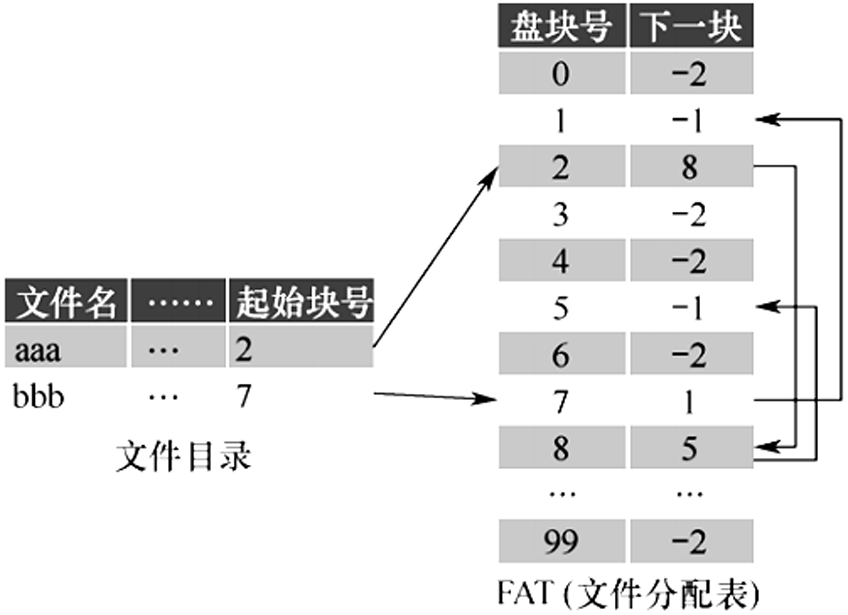 文件名 …… 起始块号
aaa … 2
bbb … 7
文件目录
盘块号 下一块
0 -2
1 -1
2 8
3 -2
4 -2
5 -1
6 -2
7 1
8 5
… …
99 -2
FAT (文件分配表)